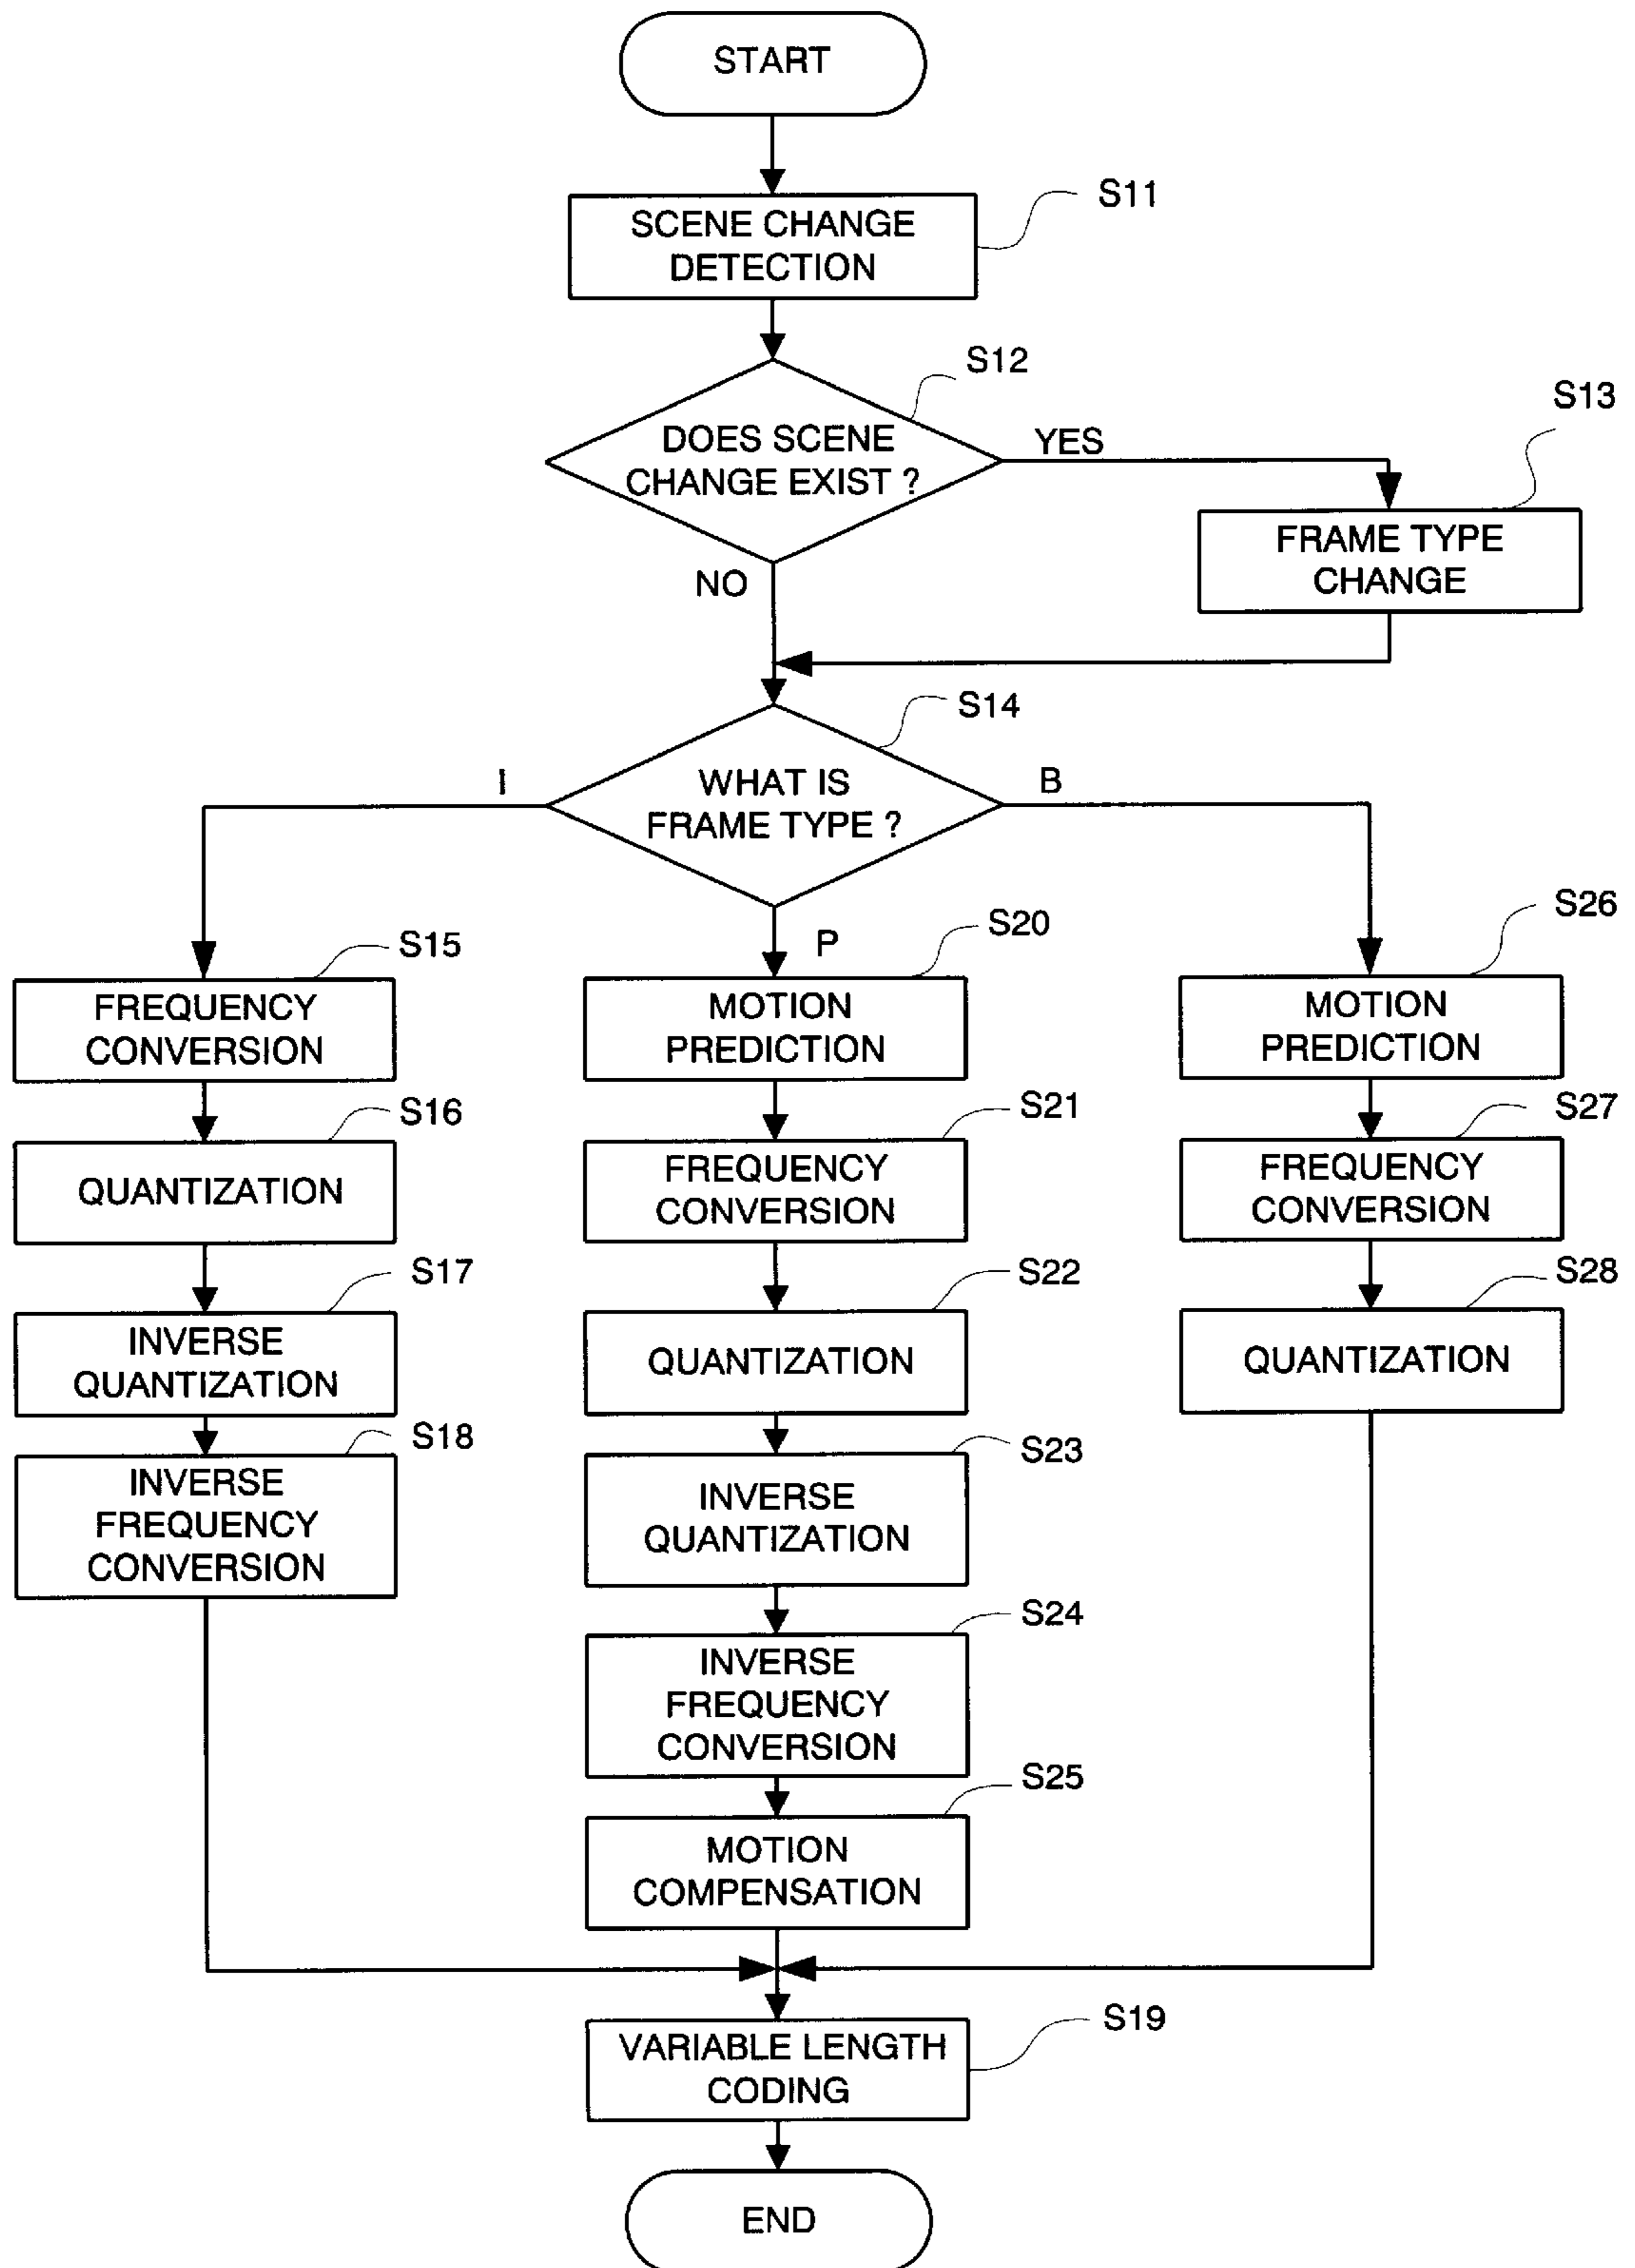 START
S11
SCENE CHANGE
DETECTION
S12
S13
DOES SCENE
CHANGE EXIST ?
YES
FRAME TYPE
CHANGE
NO
S14
I
WHAT IS
FRAME TYPE ?
B
P
S15
FREQUENCY
CONVERSION
S20
MOTION
PREDICTION
S26
MOTION
PREDICTION
S16
QUANTIZATION
S21
FREQUENCY
CONVERSION
S27
FREQUENCY
CONVERSION
S17
INVERSE
QUANTIZATION
S22
QUANTIZATION
S28
QUANTIZATION
S18
INVERSE
FREQUENCY
CONVERSION
S23
INVERSE
QUANTIZATION
S24
INVERSE
FREQUENCY
CONVERSION
S25
MOTION
COMPENSATION
S19
VARIABLE LENGTH
CODING
END